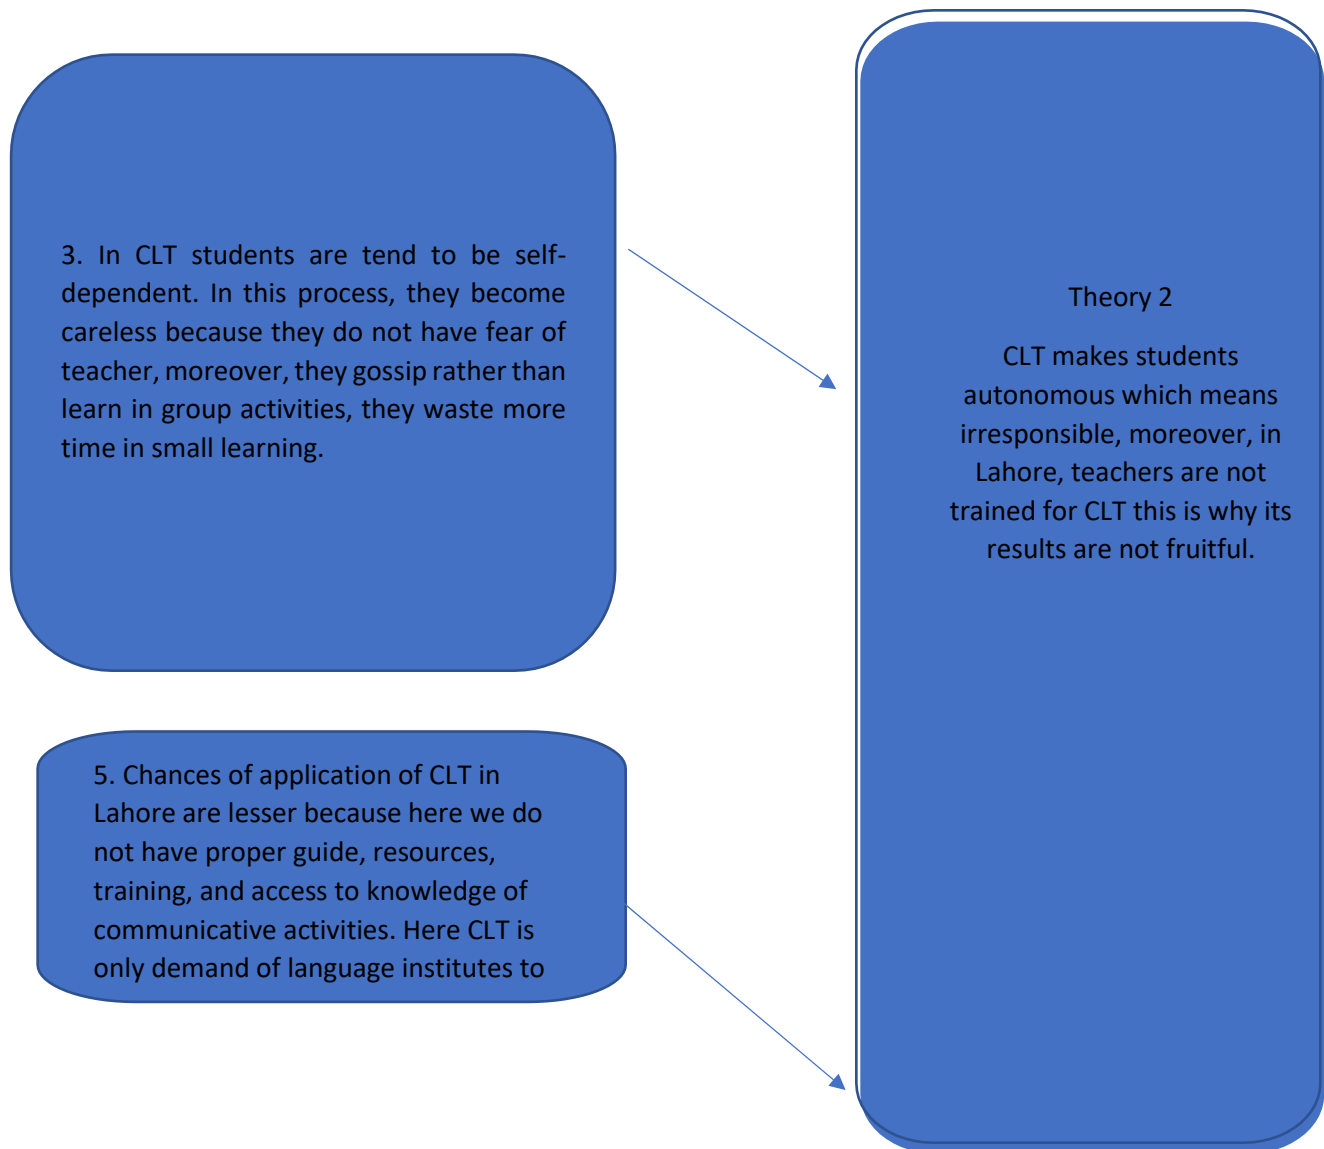 3. In CLT students are tend to be self-
dependent. In this process, they become
careless because they do not have fear of
teacher, moreover, they gossip rather than
learn in group activities, they waste more
time in small learning.
5. Chances of application of CLT in
Lahore are lesser because here we do
not have proper guide, resources,
training, and access to knowledge of
communicative activities. Here CLT is
only demand of language institutes to
Theory 2
CLT makes students
autonomous which means
irresponsible, moreover, in
Lahore, teachers are not
trained for CLT this is why its
results are not fruitful.